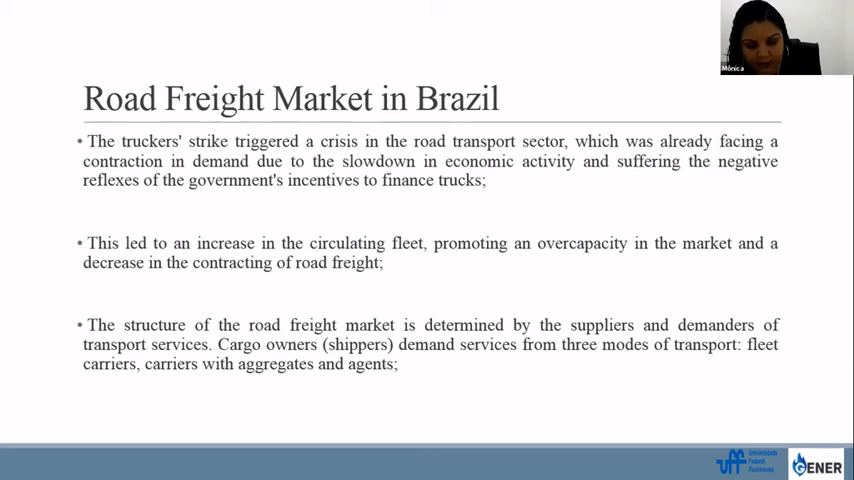 Mônica
Road Freight Market in Brazil
• The truckers' strike triggered a crisis in the road transport sector, which was already facing a
contraction in demand due to the slowdown in economic activity and suffering the negative
reflexes of the government's incentives to finance trucks;
• This led to an increase in the circulating fleet, promoting an overcapacity in the market and a
decrease in the contracting of road freight;
• The structure of the road freight market is determined by the suppliers and demanders of
transport services. Cargo owners (shippers) demand services from three modes of transport: fleet
carriers, carriers with aggregates and agents;
uff
Universidade
Federal
Fluminense
GENER